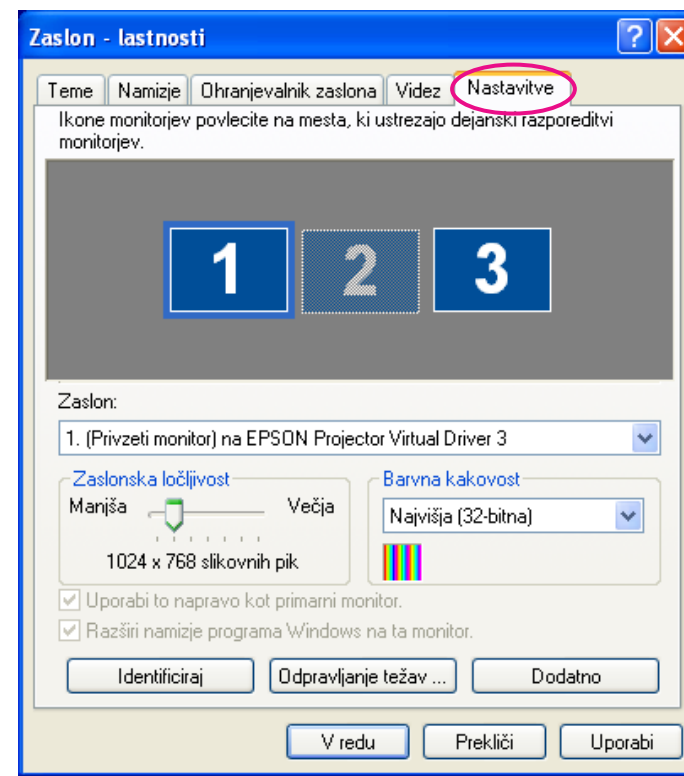 Zaslon - lastnosti
Teme Namizje Ohranjevalnik zaslona Videz Nastavitve
Ikone monitorjev povlecite na mesta, ki ustrezajo dejanski razporeditvi
monitorjev.
1 2 3
Zaslon:
1. (Privzeti monitor) na EPSON Projector Virtual Driver 3
Zaslonska ločljivost
Manjša Večja
1024 x 768 slikovnih pik
Barvna kakovost
Najvišja (32-bitna)
Uporabi to napravo kot primarni monitor.
Razširi namizje programa Windows na ta monitor.
Identificiraj Odpravljanje težav ... Dodatno
V redu Prekliči Uporabi